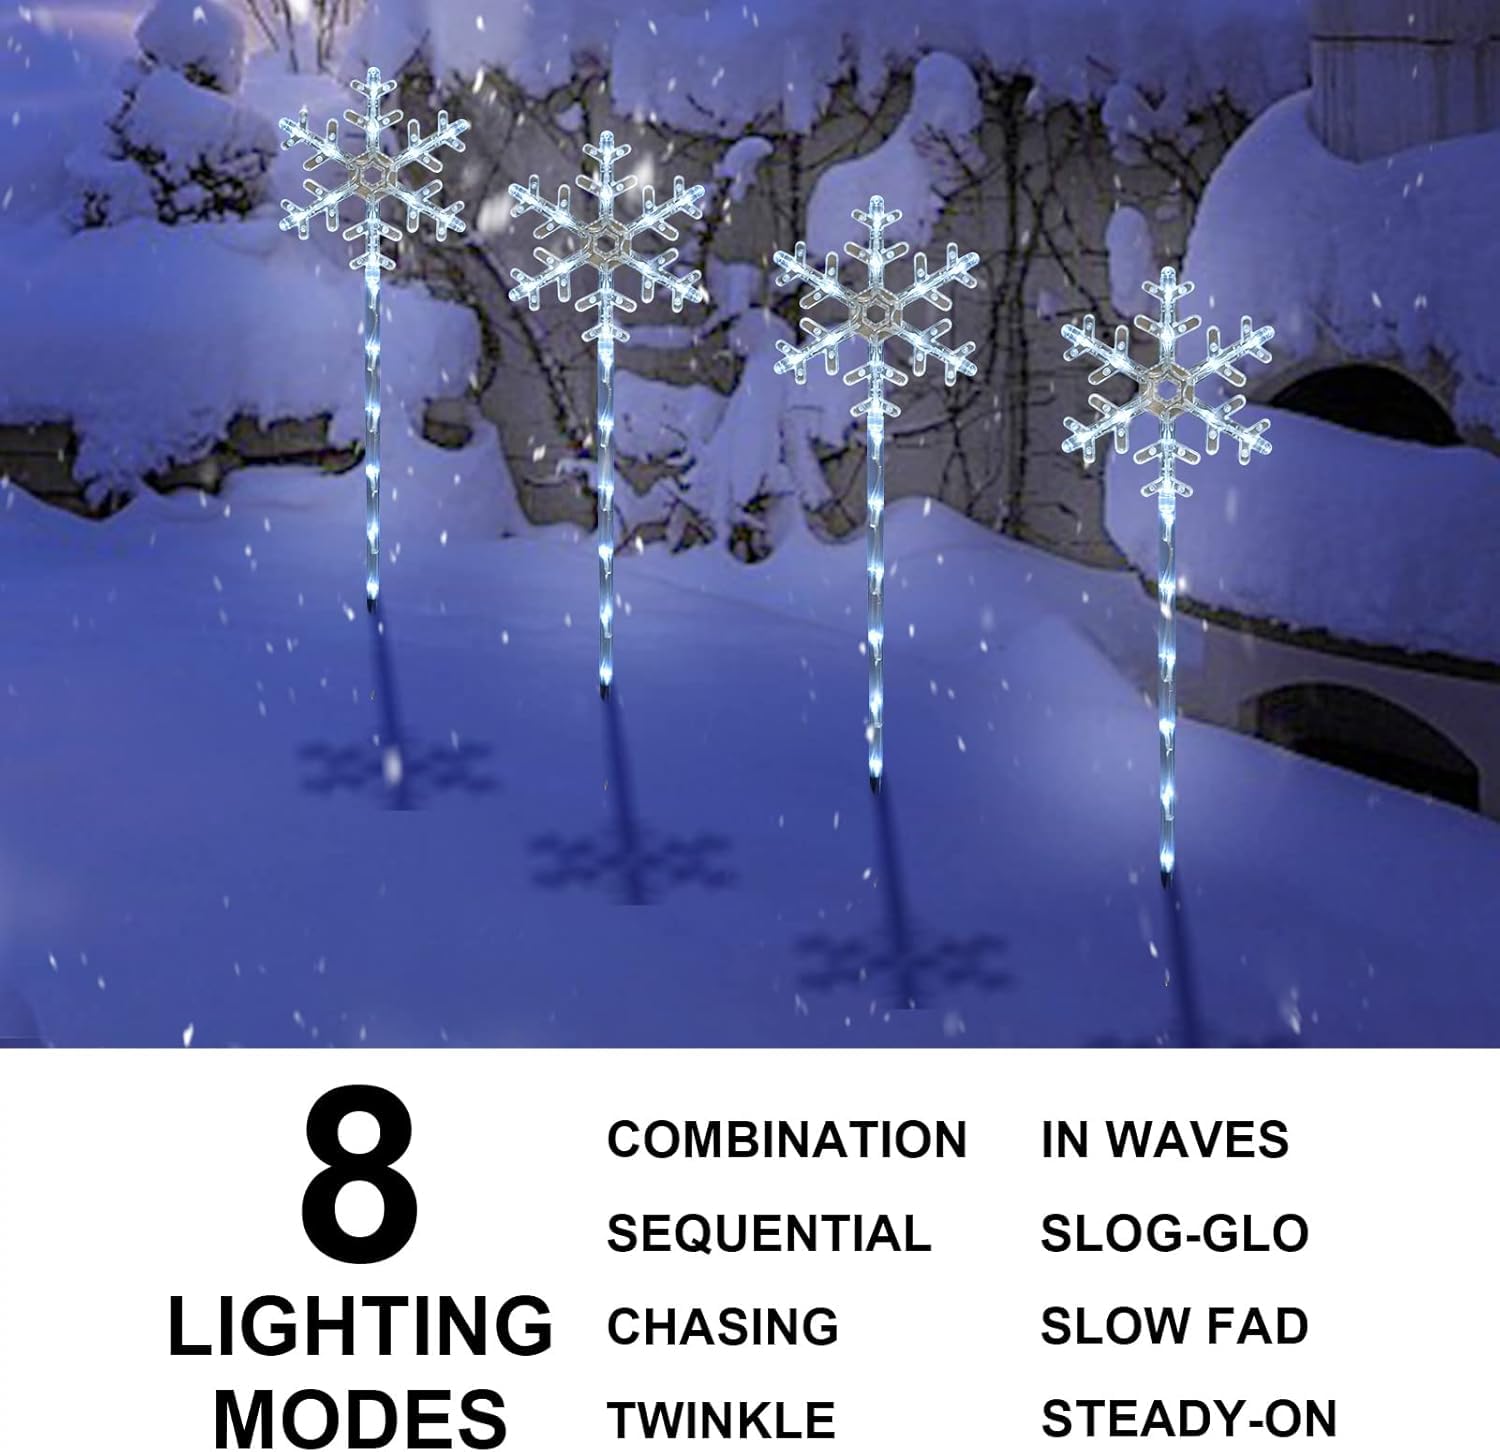 8
LIGHTING
MODES
COMBINATION
SEQUENTIAL
CHASING
TWINKLE
IN WAVES
SLOG-GLO
SLOW FAD
STEADY-ON